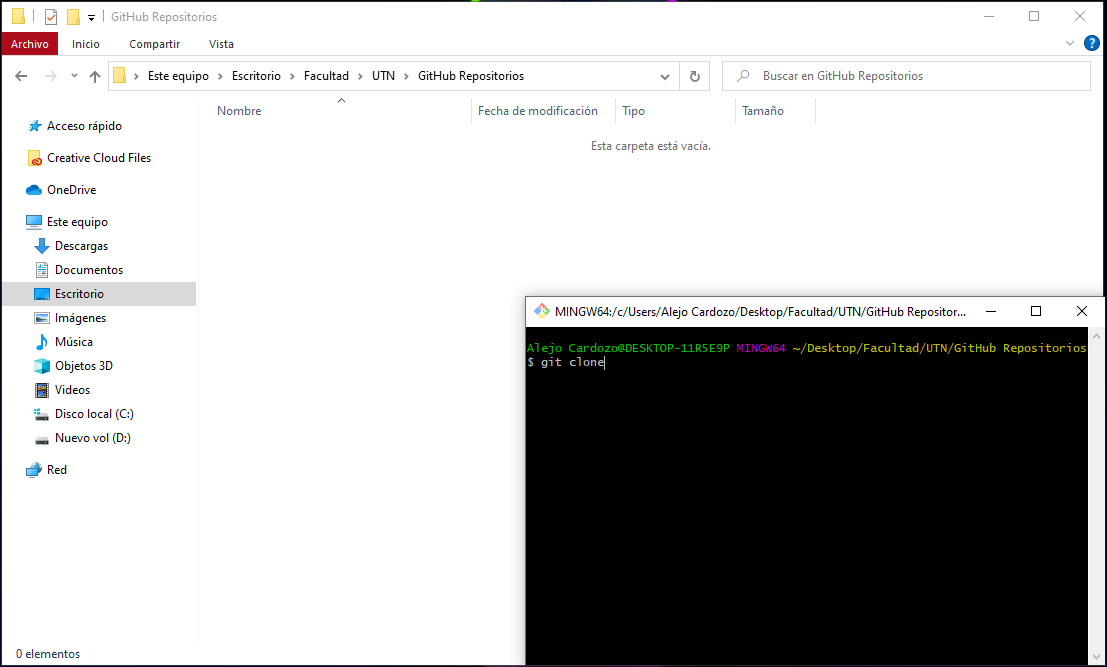 GitHub Repositorios
Archivo Inicio Compartir Vista
Este equipo > Escritorio > Facultad > UTN > GitHub Repositorios
Buscar en GitHub Repositorios
Nombre Fecha de modificación Tipo Tamaño
Esta carpeta está vacía.
Acceso rápido
Creative Cloud Files
OneDrive
Este equipo
Descargas
Documentos
Escritorio
Imágenes
Música
Objetos 3D
Videos
Disco local (C:)
Nuevo vol (D:)
Red
0 elementos
MINGW64:/c/Users/Alejo Cardozo/Desktop/Facultad/UTN/GitHub Repositor...
Alejo Cardozo@DESKTOP-11R5E9P MINGW64 ~/Desktop/Facultad/UTN/GitHub Repositorios
$ git clone